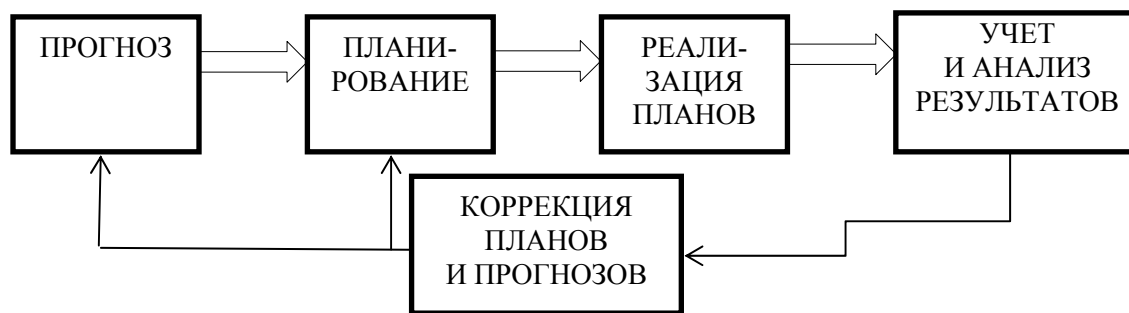 ПРОГНОЗ
ПЛАНИ-
РОВАНИЕ
РЕАЛИ-
ЗАЦИЯ
ПЛАНОВ
УЧЕТ
И АНАЛИЗ
РЕЗУЛЬТАТОВ
КОРРЕКЦИЯ
ПЛАНОВ
И ПРОГНОЗОВ